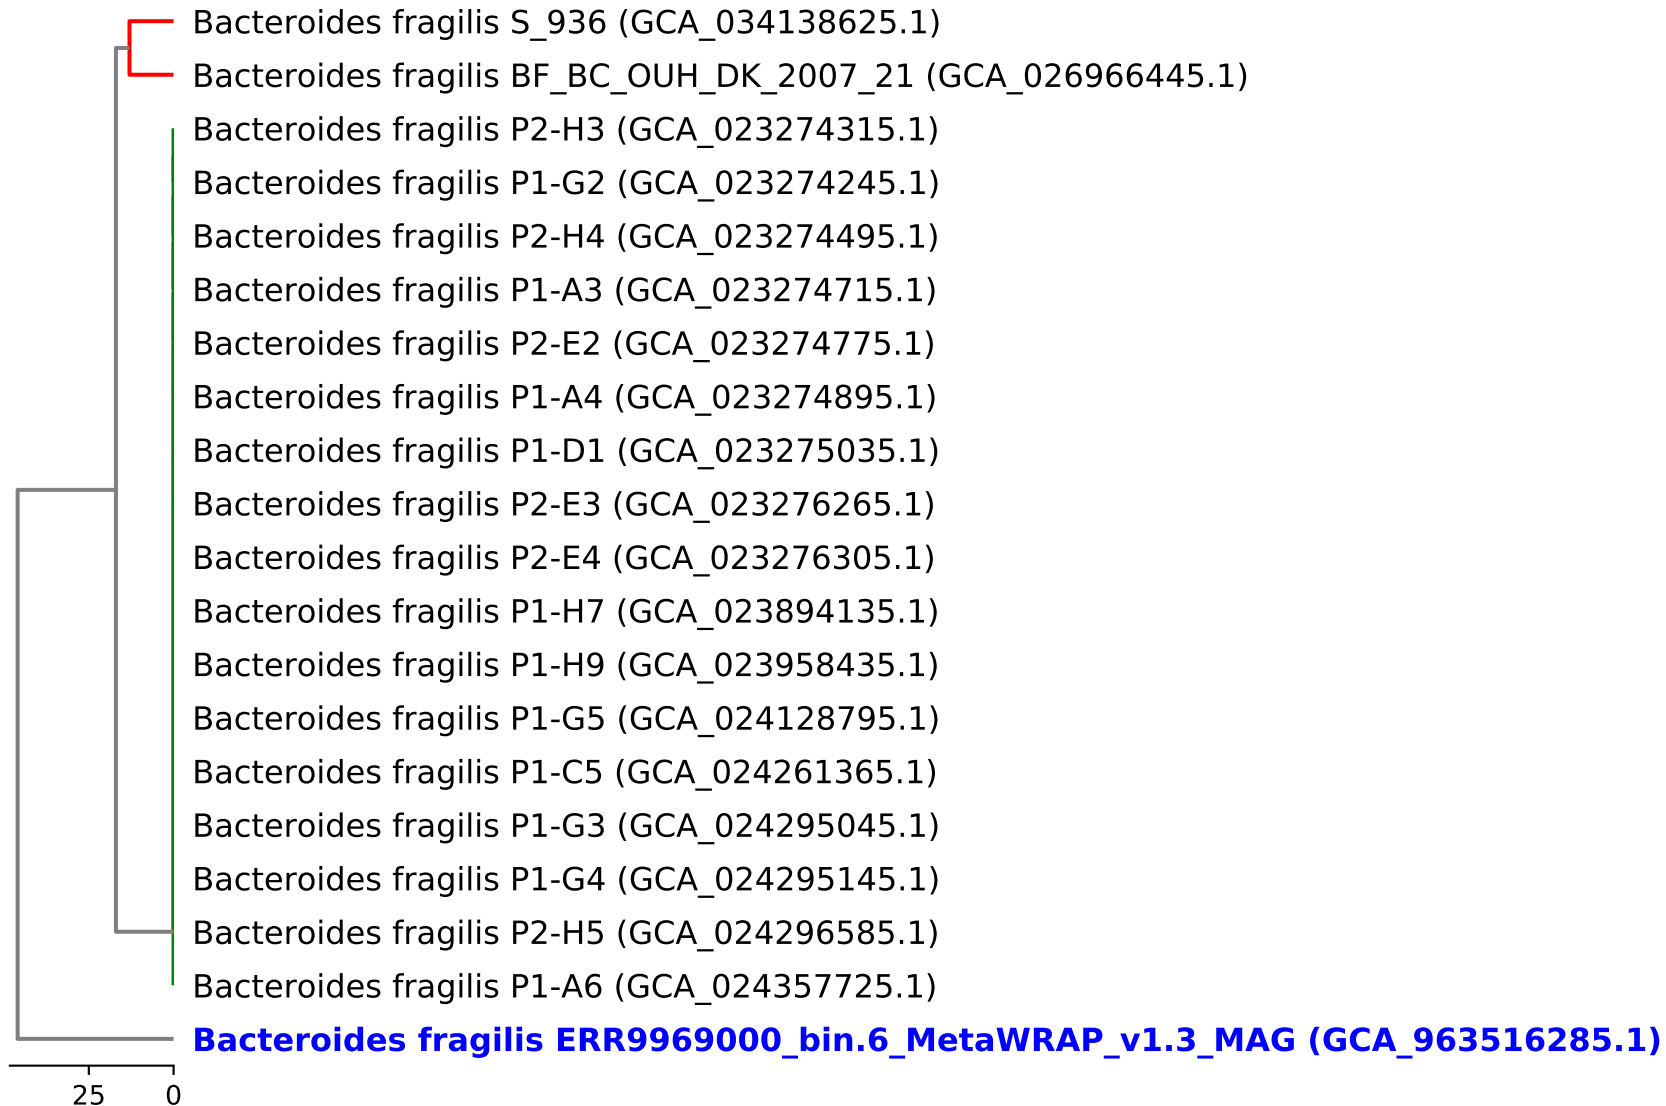 Bacteroides fragilis S_936 (GCA_034138625.1)
Bacteroides fragilis BF_BC_OUH_DK_2007_21 (GCA_026966445.1)
Bacteroides fragilis P2-H3 (GCA_023274315.1)
Bacteroides fragilis P1-G2 (GCA_023274245.1)
Bacteroides fragilis P2-H4 (GCA_023274495.1)
Bacteroides fragilis P1-A3 (GCA_023274715.1)
Bacteroides fragilis P2-E2 (GCA_023274775.1)
Bacteroides fragilis P1-A4 (GCA_023274895.1)
Bacteroides fragilis P1-D1 (GCA_023275035.1)
Bacteroides fragilis P2-E3 (GCA_023276265.1)
Bacteroides fragilis P2-E4 (GCA_023276305.1)
Bacteroides fragilis P1-H7 (GCA_023894135.1)
Bacteroides fragilis P1-H9 (GCA_023958435.1)
Bacteroides fragilis P1-G5 (GCA_024128795.1)
Bacteroides fragilis P1-C5 (GCA_024261365.1)
Bacteroides fragilis P1-G3 (GCA_024295045.1)
Bacteroides fragilis P1-G4 (GCA_024295145.1)
Bacteroides fragilis P2-H5 (GCA_024296585.1)
Bacteroides fragilis P1-A6 (GCA_024357725.1)
Bacteroides fragilis ERR9969000_bin.6_MetaWRAP_v1.3_MAG (GCA_963516285.1)
25 0